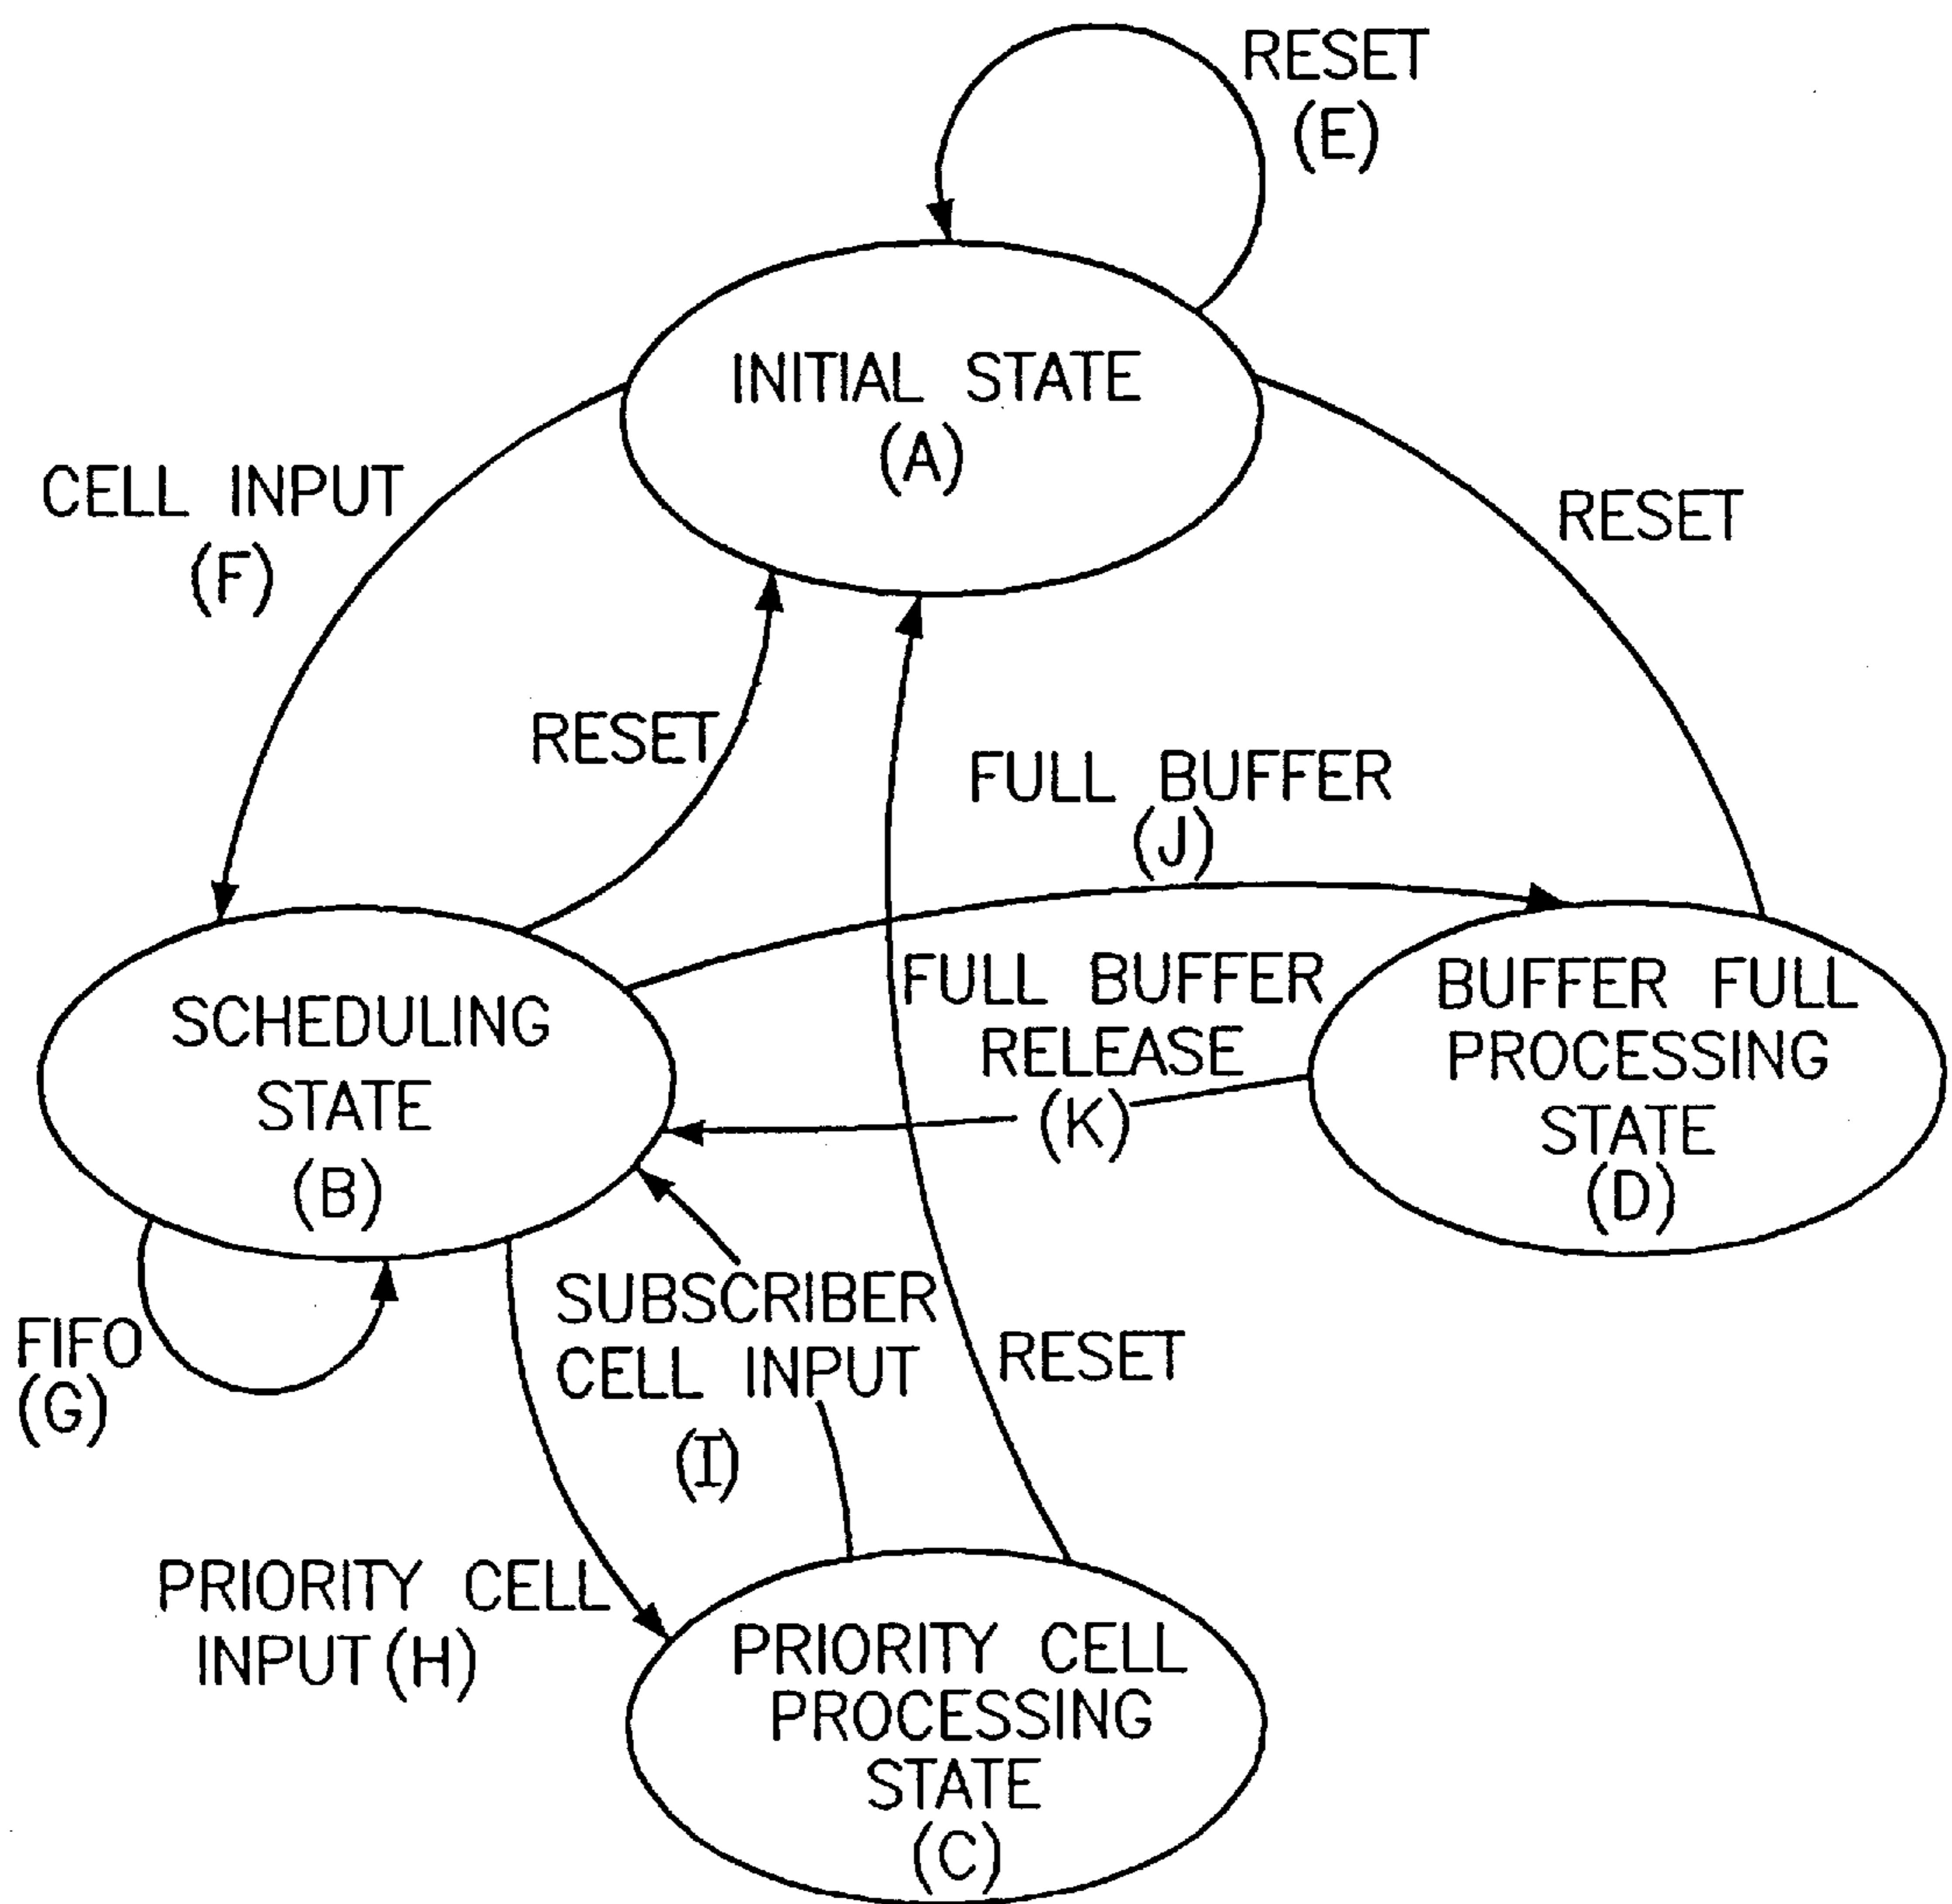 RESET
(E)
INITIAL STATE
(A)
CELL INPUT
(F)
RESET
RESET
FULL BUFFER
(J)
FULL BUFFER
RELEASE
(K)
SCHEDULING
STATE
(B)
BUFFER FULL
PROCESSING
STATE
(D)
FIFO
(G)
SUBSCRIBER
CELL INPUT
(I)
RESET
PRIORITY CELL
INPUT(H)
PRIORITY CELL
PROCESSING
STATE
(C)